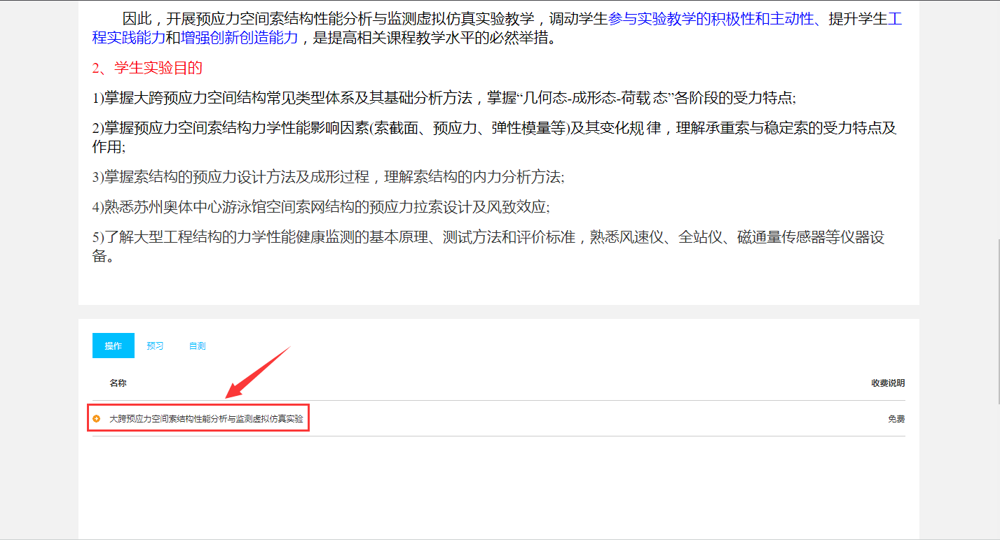 因此，开展预应力空间索结构性能分析与监测虚拟仿真实验教学，调动学生参与实验教学的积极性和主动性、提升学生工
程实践能力和增强创新创造能力，是提高相关课程教学水平的必然举措。
2、学生实验目的
1)掌握大跨预应力空间结构常见类型体系及其基础分析方法，掌握“几何态-成形态-荷载 态”各阶段的受力特点;
2)掌握预应力空间索结构力学性能影响因素(索截面、预应力、弹性模量等)及其变化规 律，理解承重索与稳定索的受力特点及
作用;
3)掌握索结构的预应力设计方法及成形过程，理解索结构的内力分析方法;
4)熟悉苏州奥体中心游泳馆空间索网结构的预应力拉索设计及风致效应;
5)了解大型工程结构的力学性能健康监测的基本原理、测试方法和评价标准，熟悉风速仪、全站仪、磁通量传感器等仪器设
备。
操作 预习 自测
名称 收费说明
大跨预应力空间索结构性能分析与监测虚拟仿真实验 免费